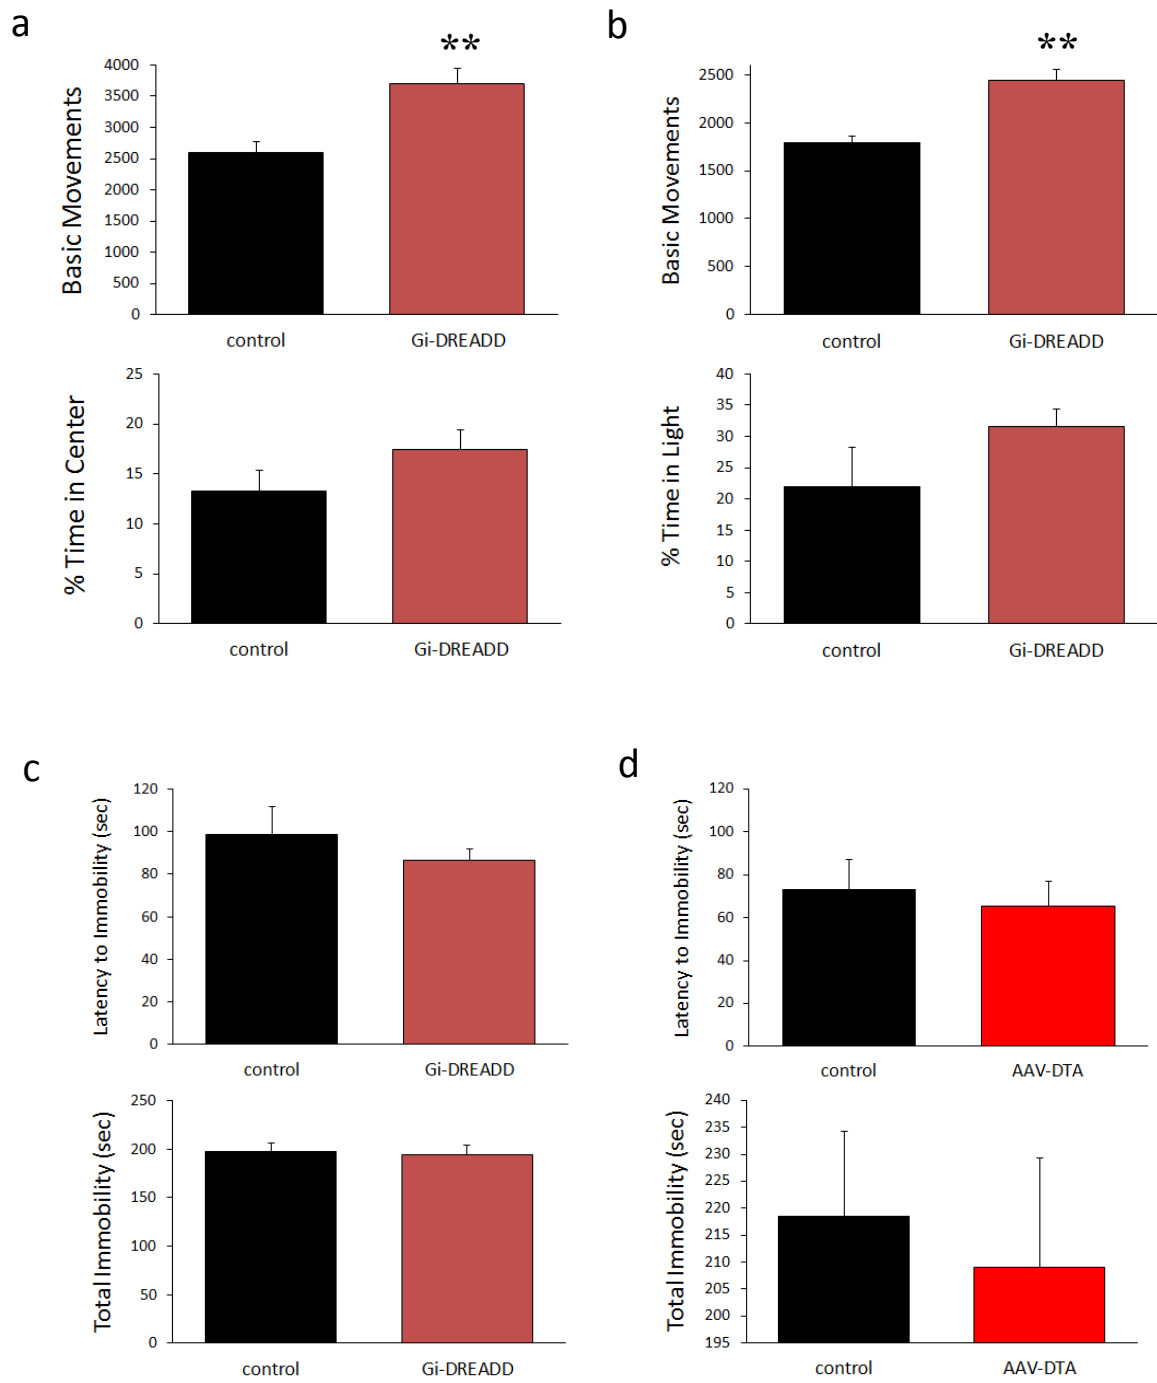 a
**
Basic Movements
4000
3500
3000
2500
2000
1500
1000
500
0
control
Gi-DREADD
% Time in Center
25
20
15
10
5
0
control
Gi-DREADD
b
**
Basic Movements
2500
2000
1500
1000
500
0
control
Gi-DREADD
% Time in Light
40
35
30
25
20
15
10
5
0
control
Gi-DREADD
c
Latency to Immobility (sec)
120
100
80
60
40
20
0
control
Gi-DREADD
Total Immobility (sec)
250
200
150
100
50
0
control
Gi-DREADD
d
Latency to Immobility (sec)
120
100
80
60
40
20
0
control
AAV-DTA
Total Immobility (sec)
240
235
230
225
220
215
210
205
200
195
control
AAV-DTA